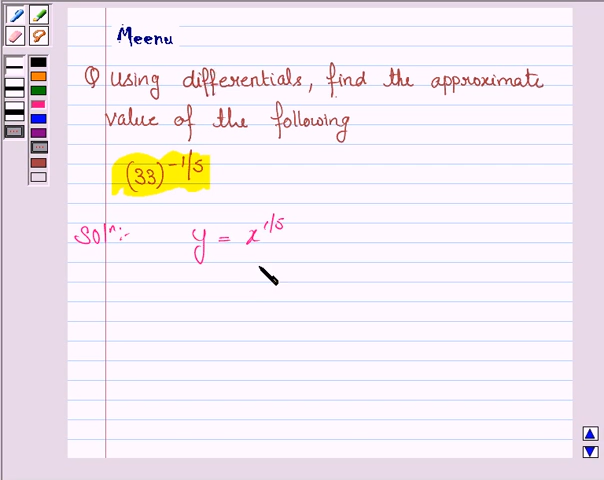 Meenu
Q Using differentials, find the approximate
value of the following
(33)^{-1/5}
Solⁿ:- y = x^{1/5}